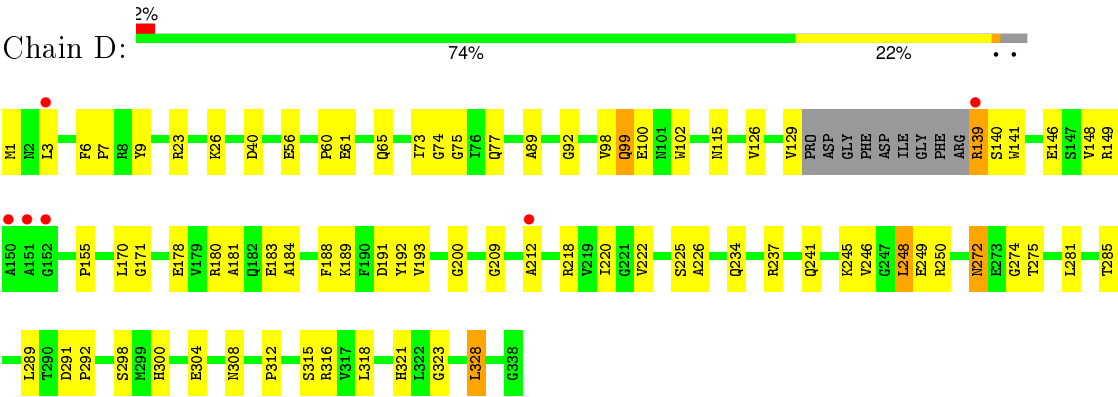 2%
Chain D:
74% 22% • •
M1 N2 L3 F6 P7 R8 Y9 R23 K26 D40 E56 P60 E61 Q65 I73 G74 G75 I76 Q77 A89 G92 V98 Q99 E100 N101 W102 N115 V126 V129 PRO ASP GLY PHE ASP ILE GLY PHE ARG R139 S140 W141 E146 S147 V148 R149
A150 A151 G152 P155 L170 G171 E178 V179 R180 A181 Q182 E183 A184 F188 K189 F190 D191 Y192 V193 G200 G209 A212 R218 V219 I220 G221 V222 S225 A226 Q234 R237 Q241 K245 V246 G247 L248 E249 R250 N272 E273 G274 T275 L281 T285
L289 T290 D291 P292 S298 M299 H300 E304 N308 P312 S315 R316 V317 L318 H321 L322 G323 L328 G338